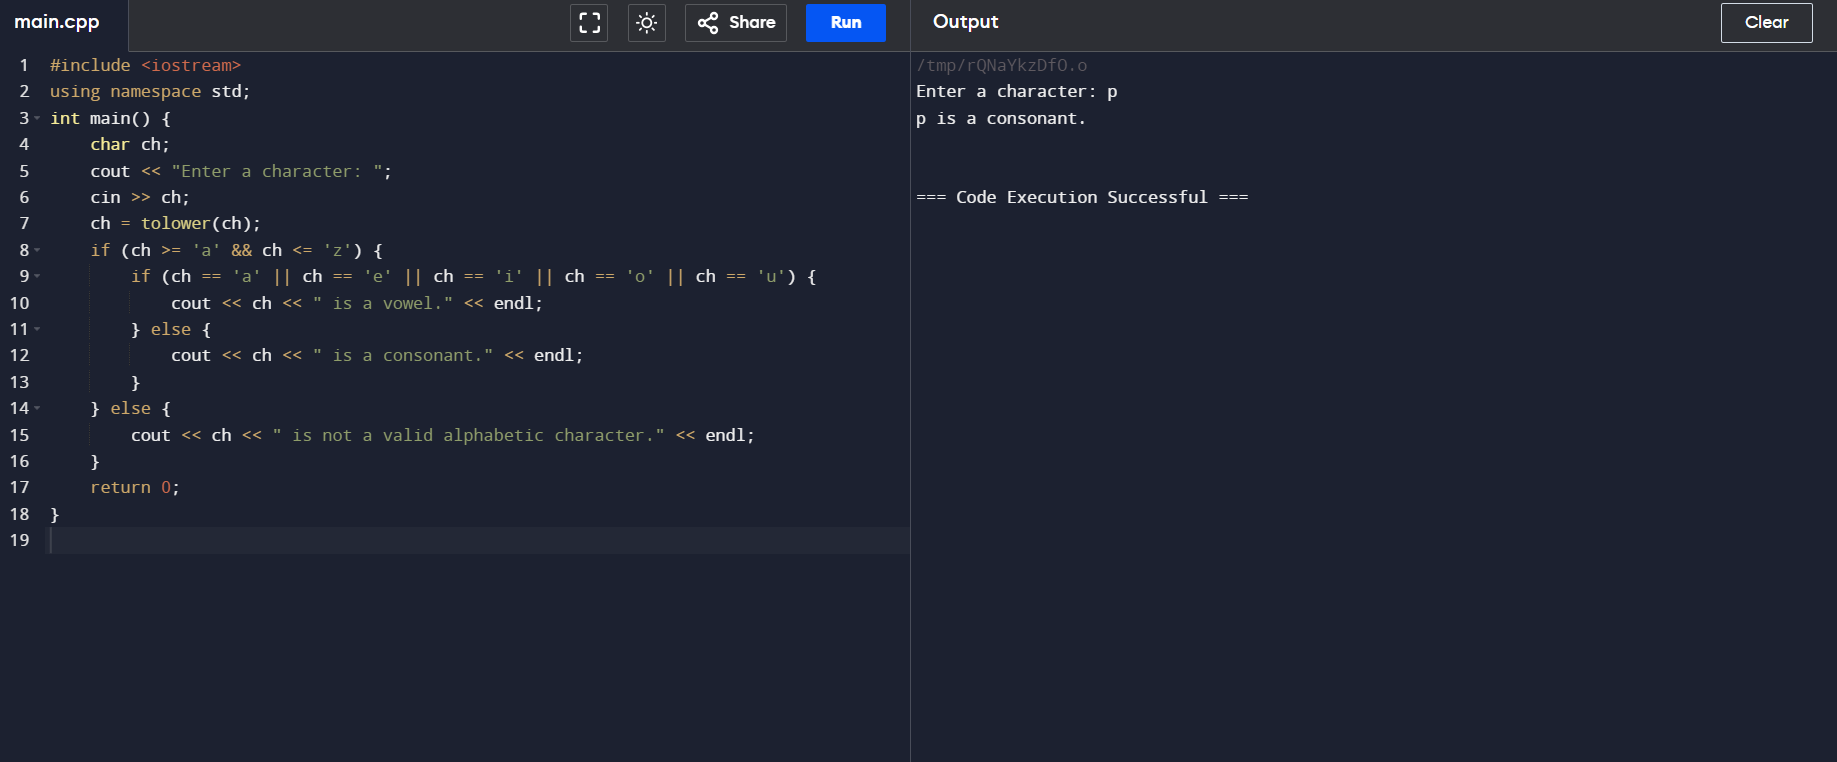 main.cpp
Share
Run
Output
Clear
1 #include <iostream>
2 using namespace std;
3 int main() {
4     char ch;
5     cout << "Enter a character: ";
6     cin >> ch;
7     ch = tolower(ch);
8     if (ch >= 'a' && ch <= 'z') {
9         if (ch == 'a' || ch == 'e' || ch == 'i' || ch == 'o' || ch == 'u') {
10             cout << ch << " is a vowel." << endl;
11         } else {
12             cout << ch << " is a consonant." << endl;
13         }
14     } else {
15         cout << ch << " is not a valid alphabetic character." << endl;
16     }
17     return 0;
18 }
19
/tmp/rQNaYkzDfO.o
Enter a character: p
p is a consonant.
=== Code Execution Successful ===